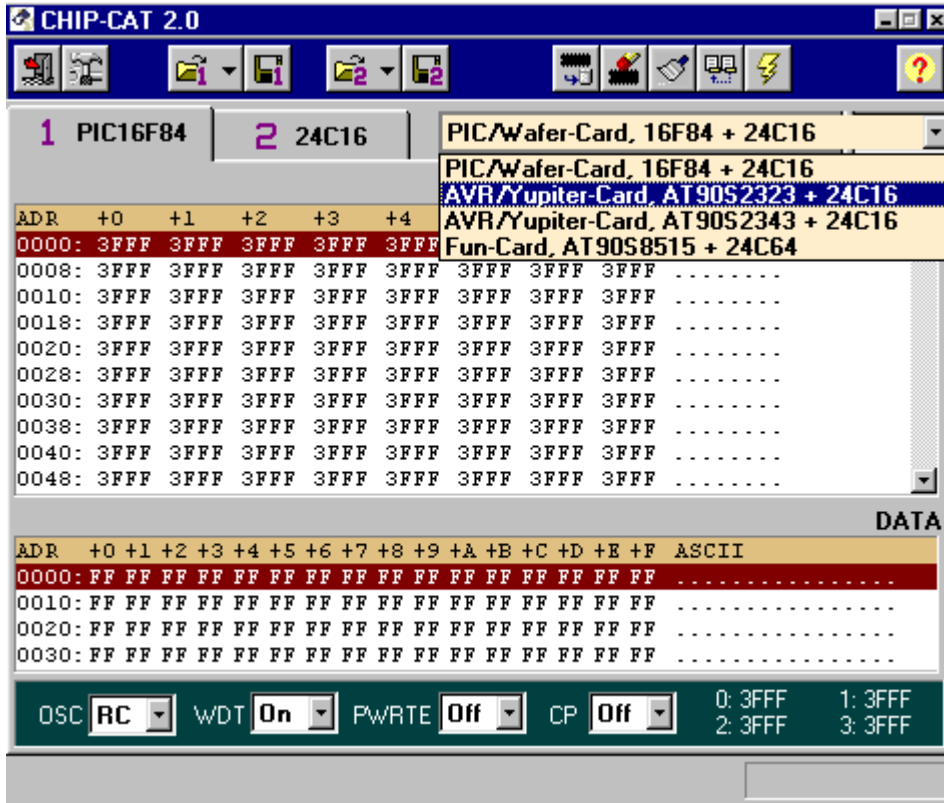 CHIP-CAT 2.0
1 1 2 2 ?
1 PIC16F84 2 24C16 PIC/Wafer-Card, 16F84 + 24C16
PIC/Wafer-Card, 16F84 + 24C16
AVR/Yupiter-Card, AT90S2323 + 24C16
AVR/Yupiter-Card, AT90S2343 + 24C16
Fun-Card, AT90S8515 + 24C64
ADR +0 +1 +2 +3 +4
0000: 3FFF 3FFF 3FFF 3FFF 3FFF
0008: 3FFF 3FFF 3FFF 3FFF 3FFF 3FFF 3FFF 3FFF ........
0010: 3FFF 3FFF 3FFF 3FFF 3FFF 3FFF 3FFF 3FFF ........
0018: 3FFF 3FFF 3FFF 3FFF 3FFF 3FFF 3FFF 3FFF ........
0020: 3FFF 3FFF 3FFF 3FFF 3FFF 3FFF 3FFF 3FFF ........
0028: 3FFF 3FFF 3FFF 3FFF 3FFF 3FFF 3FFF 3FFF ........
0030: 3FFF 3FFF 3FFF 3FFF 3FFF 3FFF 3FFF 3FFF ........
0038: 3FFF 3FFF 3FFF 3FFF 3FFF 3FFF 3FFF 3FFF ........
0040: 3FFF 3FFF 3FFF 3FFF 3FFF 3FFF 3FFF 3FFF ........
0048: 3FFF 3FFF 3FFF 3FFF 3FFF 3FFF 3FFF 3FFF ........
DATA
ADR +0 +1 +2 +3 +4 +5 +6 +7 +8 +9 +A +B +C +D +E +F ASCII
0000: FF FF FF FF FF FF FF FF FF FF FF FF FF FF FF FF ................
0010: FF FF FF FF FF FF FF FF FF FF FF FF FF FF FF FF ................
0020: FF FF FF FF FF FF FF FF FF FF FF FF FF FF FF FF ................
0030: FF FF FF FF FF FF FF FF FF FF FF FF FF FF FF FF ................
OSC RC WDT On PWRTE Off CP Off 0: 3FFF 1: 3FFF
2: 3FFF 3: 3FFF